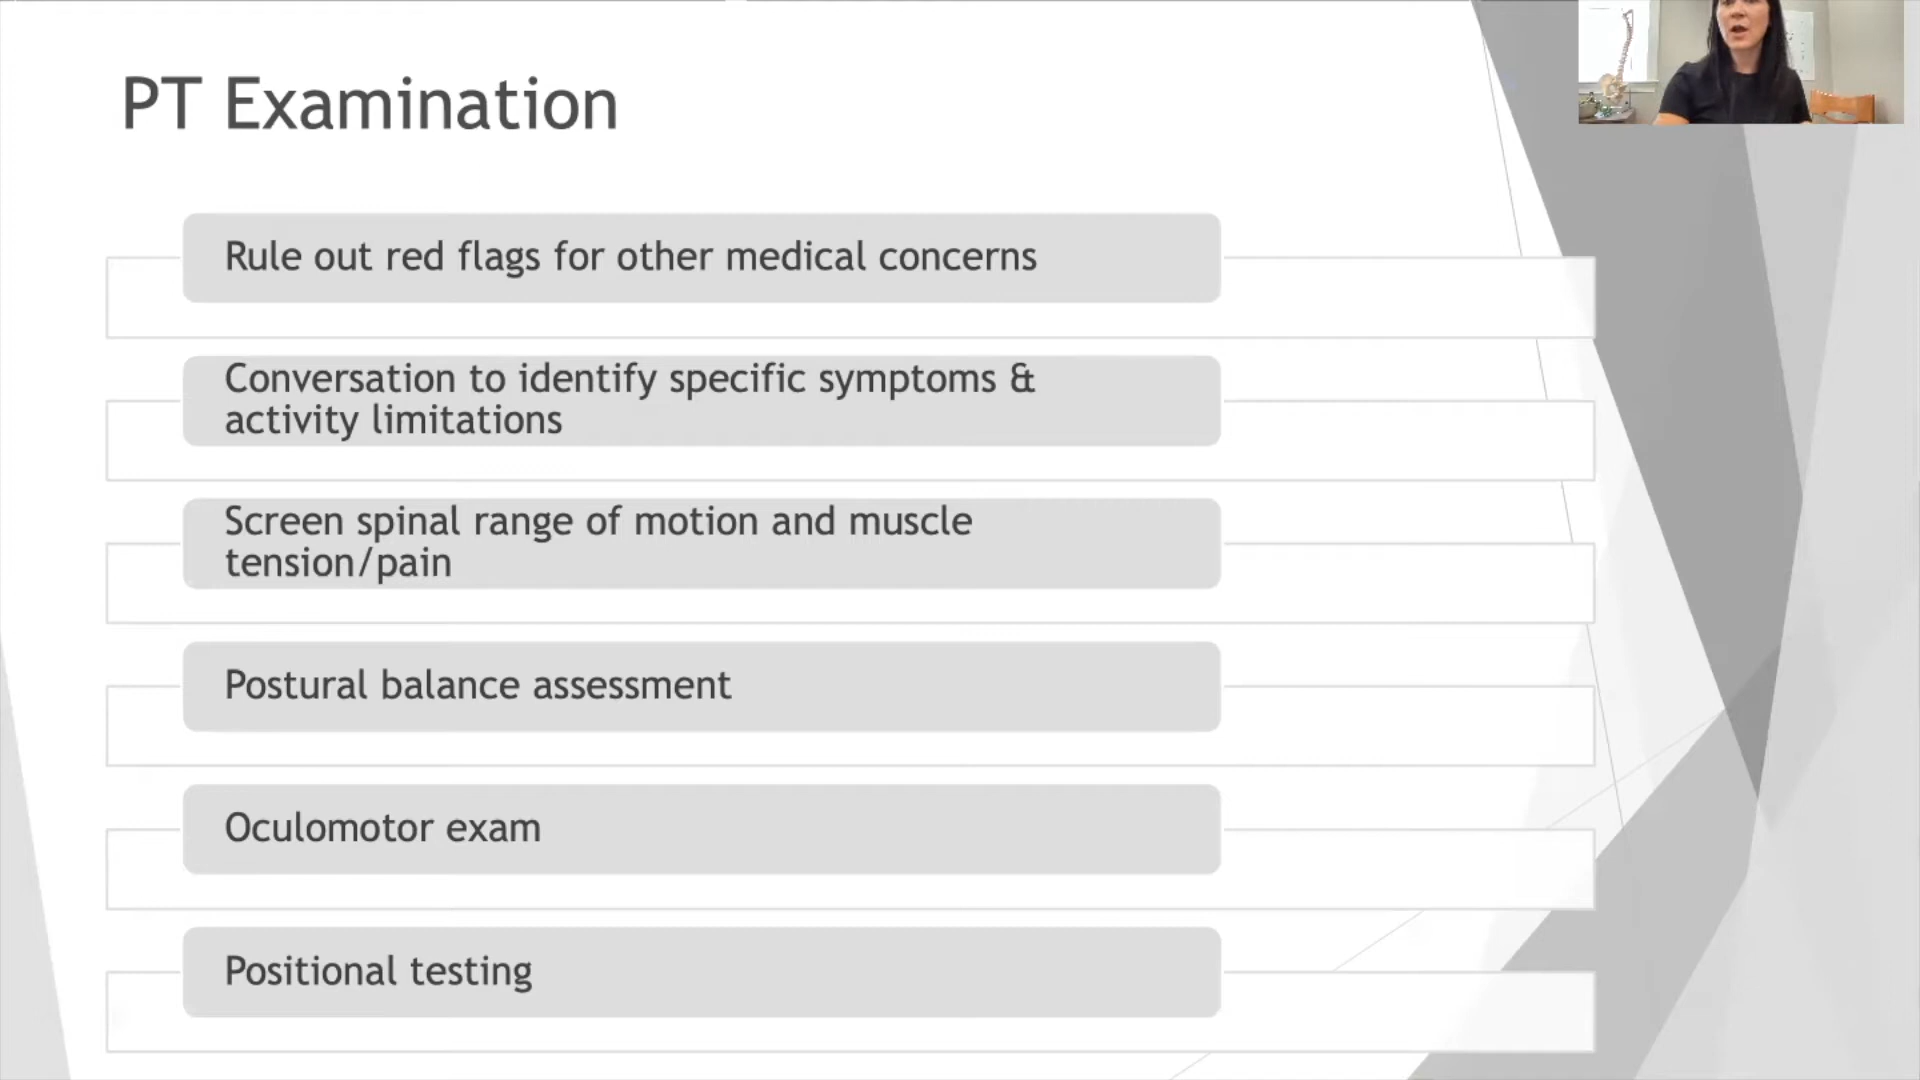 PT Examination
Rule out red flags for other medical concerns
Conversation to identify specific symptoms &
activity limitations
Screen spinal range of motion and muscle
tension/pain
Postural balance assessment
Oculomotor exam
Positional testing